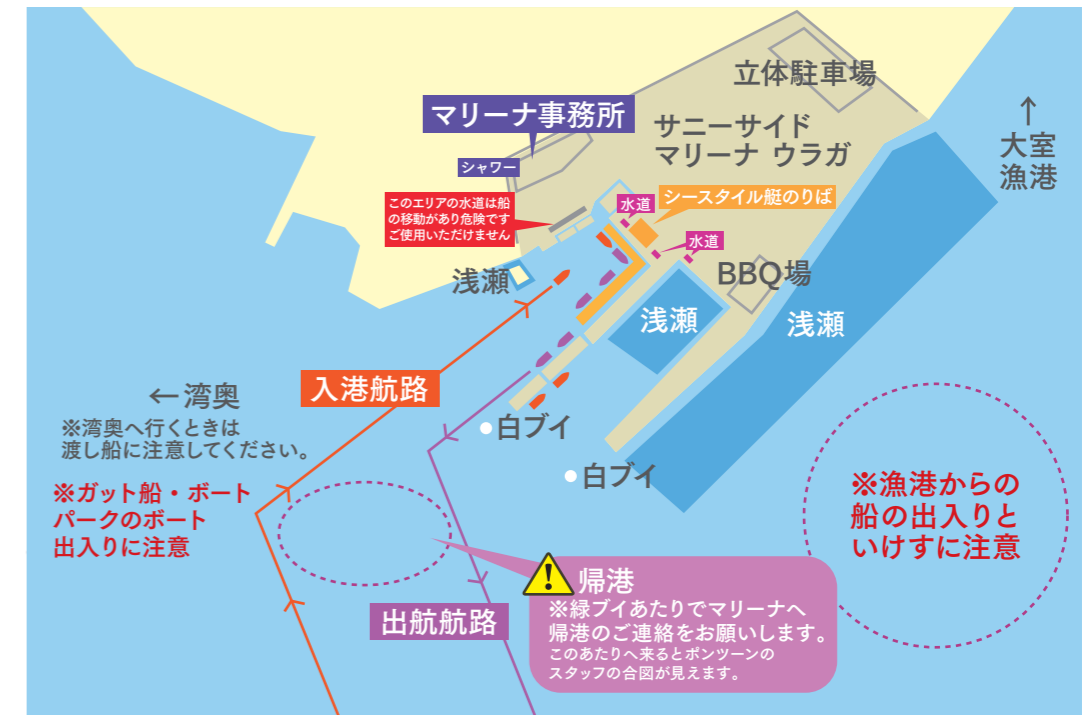 立体駐車場
マリーナ事務所
サニーサイド
マリーナ ウラガ
↑
大室
漁港
シャワー
このエリアの水道は船
の移動があり危険です
ご使用いただけません
水道
シースタイル艇のりば
水道
浅瀬
BBQ場
浅瀬
浅瀬
入港航路
←湾奥
※湾奥へ行くときは
渡し船に注意してください。
白ブイ
白ブイ
※ガット船・ボート
パークのボート
出入りに注意
※漁港からの
船の出入りと
いけすに注意
出航航路
帰港
※緑ブイあたりでマリーナへ
帰港のご連絡をお願いします。
このあたりへ来るとポンツーンの
スタッフの合図が見えます。